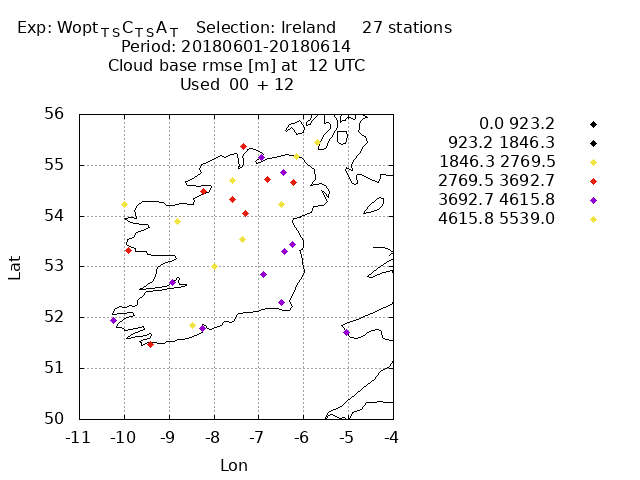 Exp: Wopt T S C T S A T Selection: Ireland 27 stations
Period: 20180601-20180614
Cloud base rmse [m] at 12 UTC
Used 00 + 12
0.0 923.2
923.2 1846.3
1846.3 2769.5
2769.5 3692.7
3692.7 4615.8
4615.8 5539.0
56
55
54
53
52
51
50
Lat
-11 -10 -9 -8 -7 -6 -5 -4
Lon